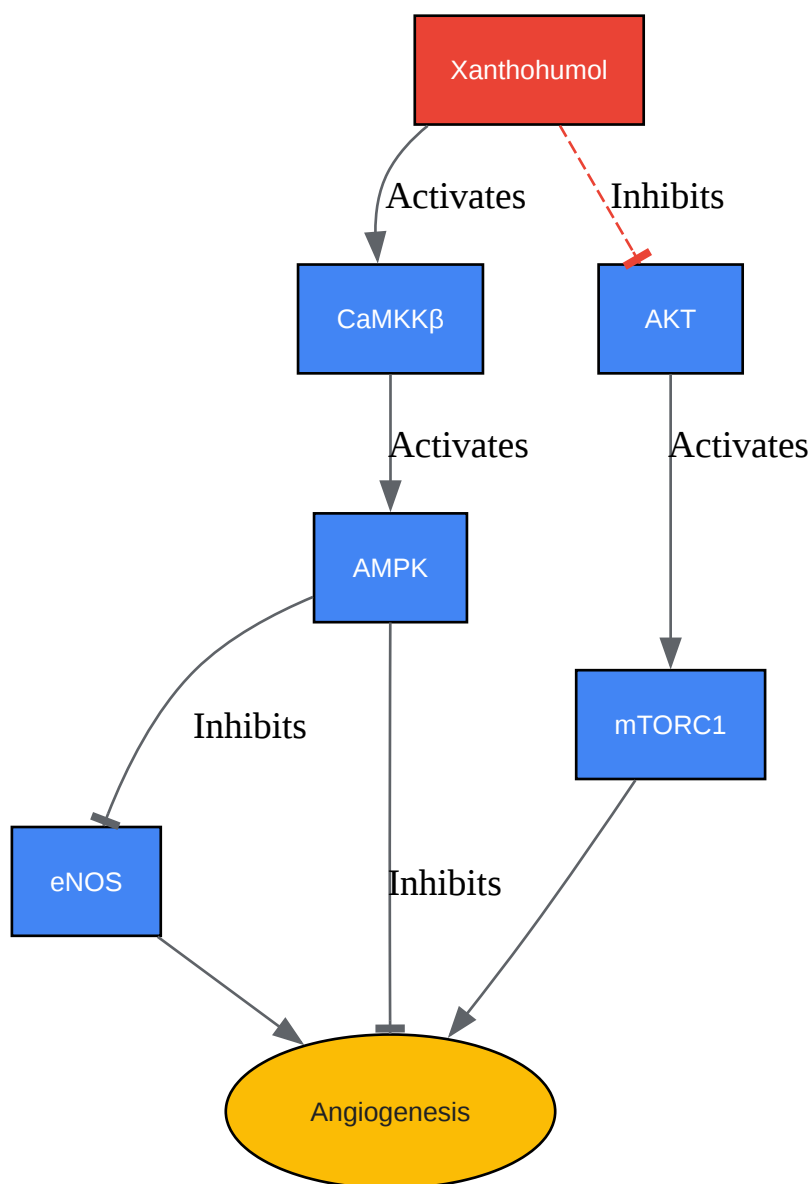 Xanthohumol
Activates
Inhibits
CaMKKβ
AKT
Activates
Activates
AMPK
Inhibits
mTORC1
eNOS
Inhibits
Angiogenesis